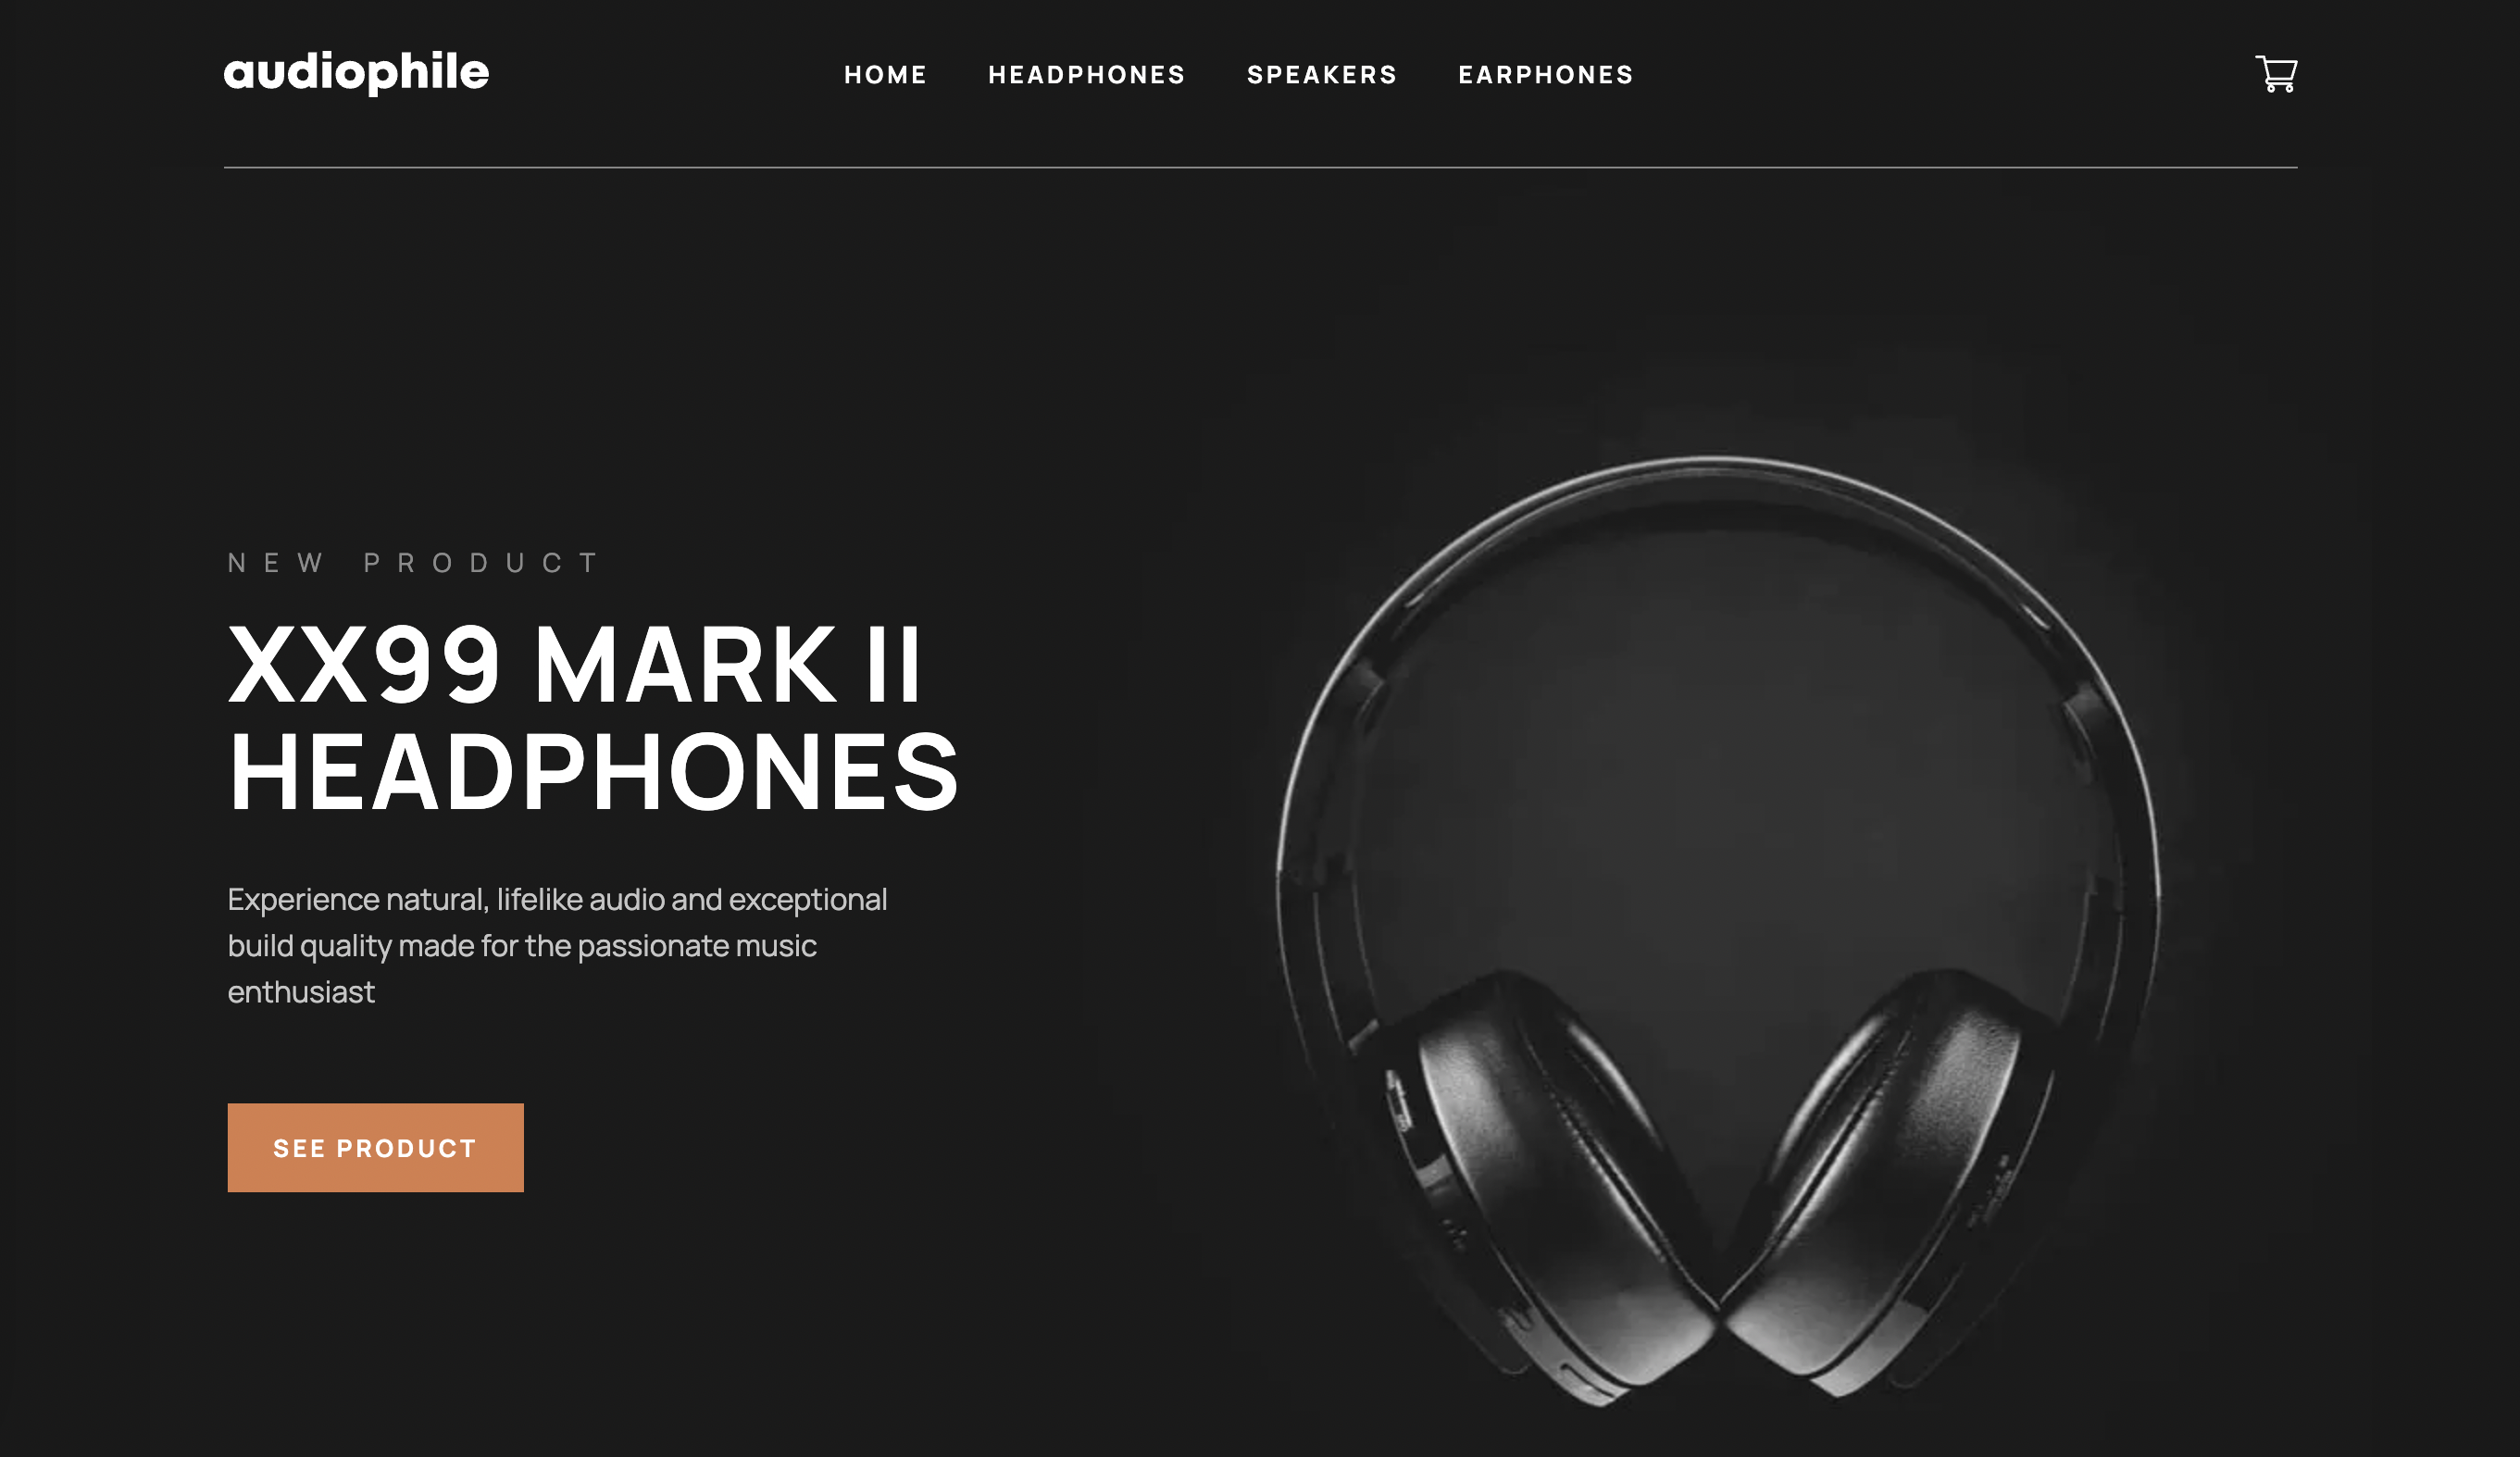 audiophile
HOME HEADPHONES SPEAKERS EARPHONES
NEW PRODUCT
XX99 MARK II
HEADPHONES
Experience natural, lifelike audio and exceptional
build quality made for the passionate music
enthusiast
SEE PRODUCT